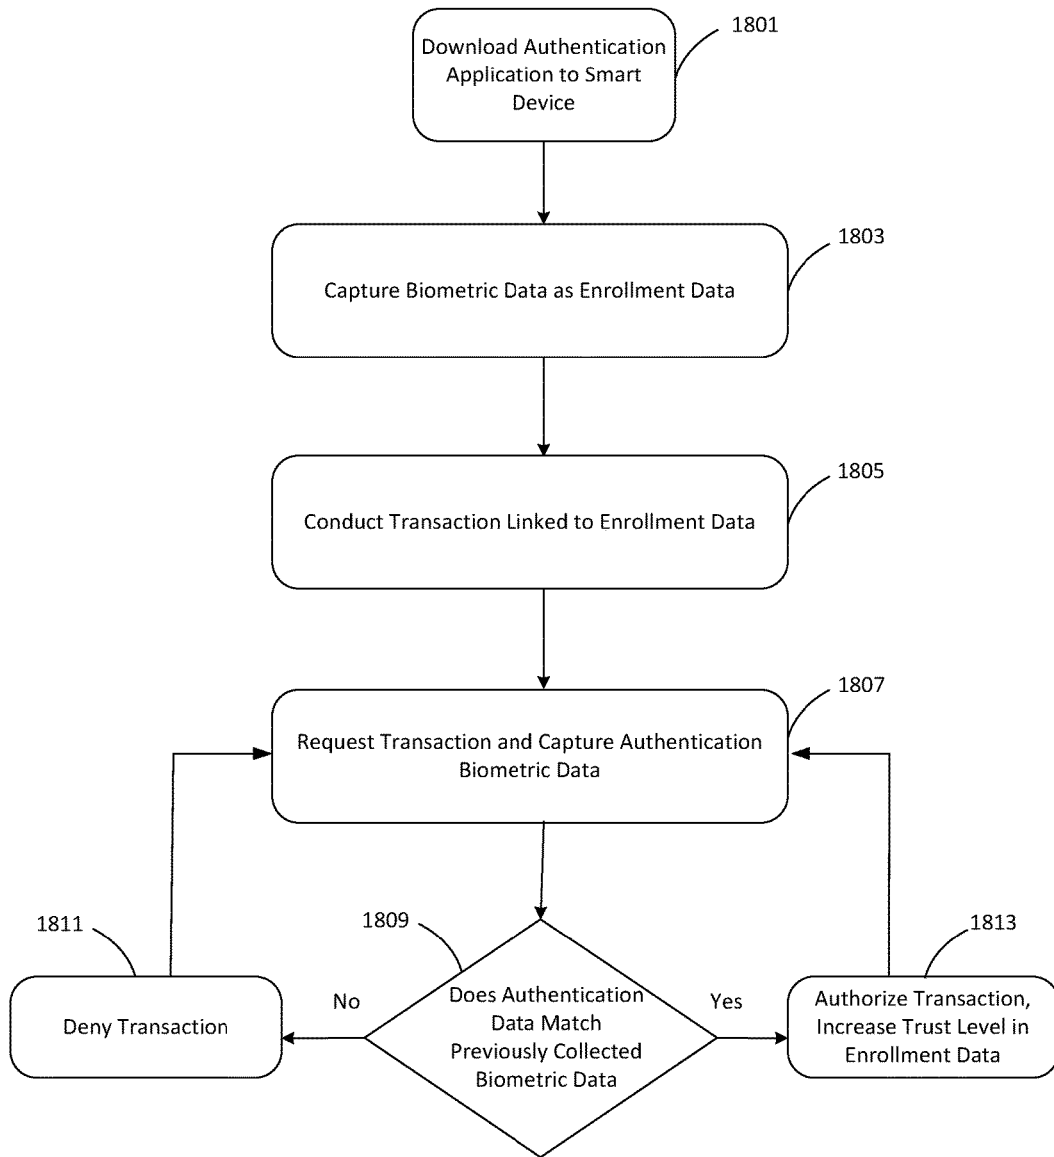 1801
Download Authentication
Application to Smart
Device
1803
Capture Biometric Data as Enrollment Data
1805
Conduct Transaction Linked to Enrollment Data
1807
Request Transaction and Capture Authentication
Biometric Data
1811
1809
1813
Deny Transaction
No
Does Authentication
Data Match
Previously Collected
Biometric Data
Yes
Authorize Transaction,
Increase Trust Level in
Enrollment Data